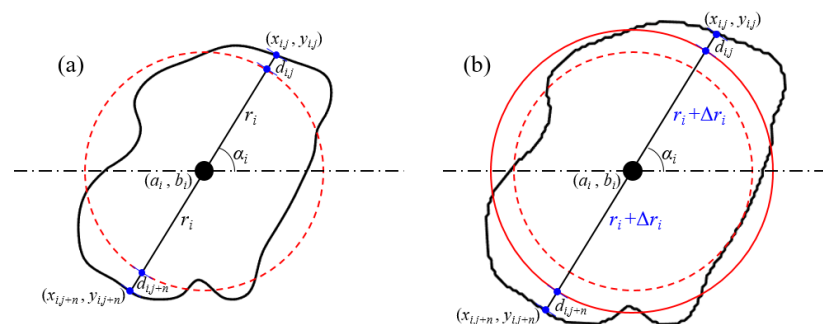 (a)
(x_{i,j}, y_{i,j})
d_{i,j}
r_i
α_i
(a_i, b_i)
r_i
d_{i,j+n}
(x_{i,j+n}, y_{i,j+n})
(b)
(x_{i,j}, y_{i,j})
d_{i,j}
r_i+Δr_i
α_i
(a_i, b_i)
r_i+Δr_i
d_{i,j+n}
(x_{i,j+n}, y_{i,j+n})